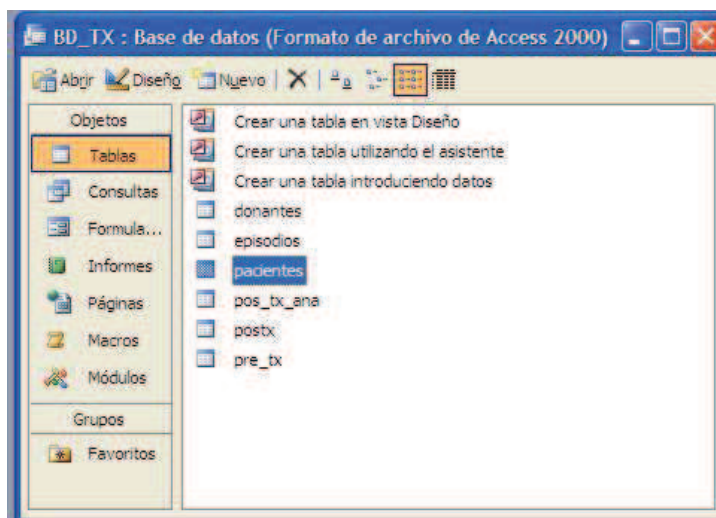 BD_TX : Base de datos (Formato de archivo de Access 2000)
Abrir Diseño Nuevo
Objetos
Tablas
Consultas
Formula...
Informes
Páginas
Macros
Módulos
Grupos
Favoritos
Crear una tabla en vista Diseño
Crear una tabla utilizando el asistente
Crear una tabla introduciendo datos
donantes
episodios
pacientes
pos_tx_ana
postx
pre_tx